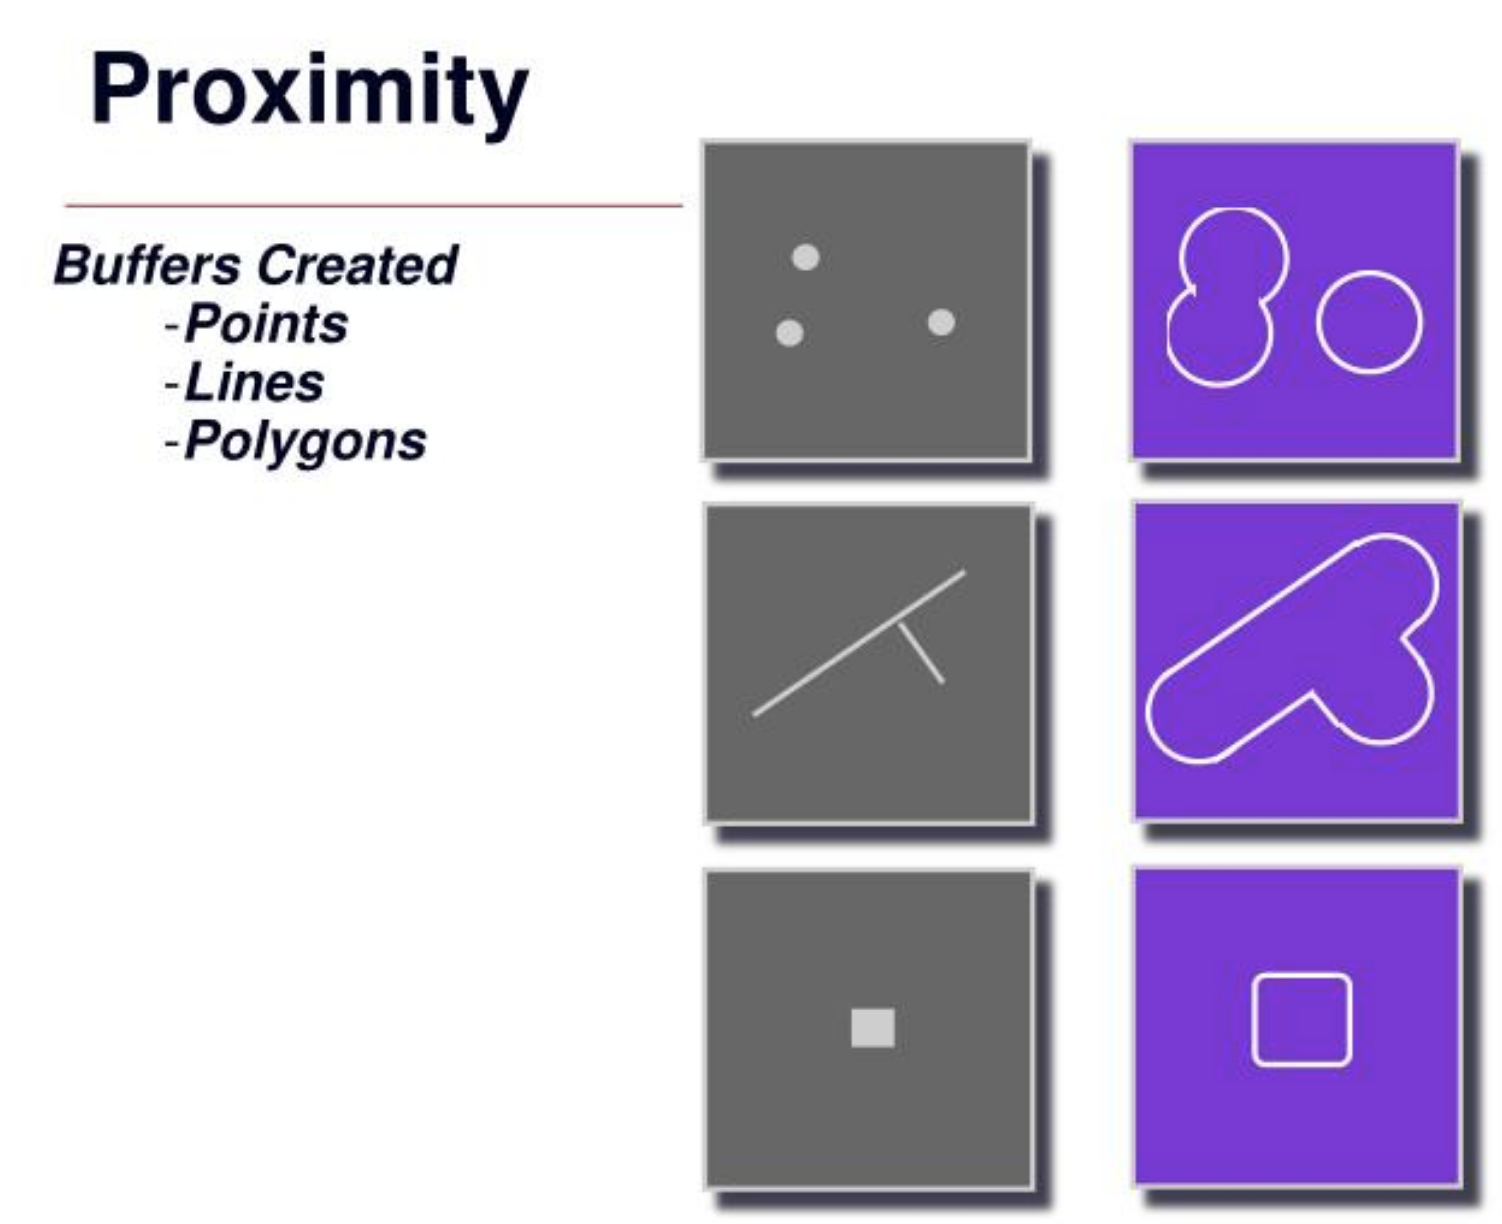 Proximity
Buffers Created
-Points
-Lines
-Polygons